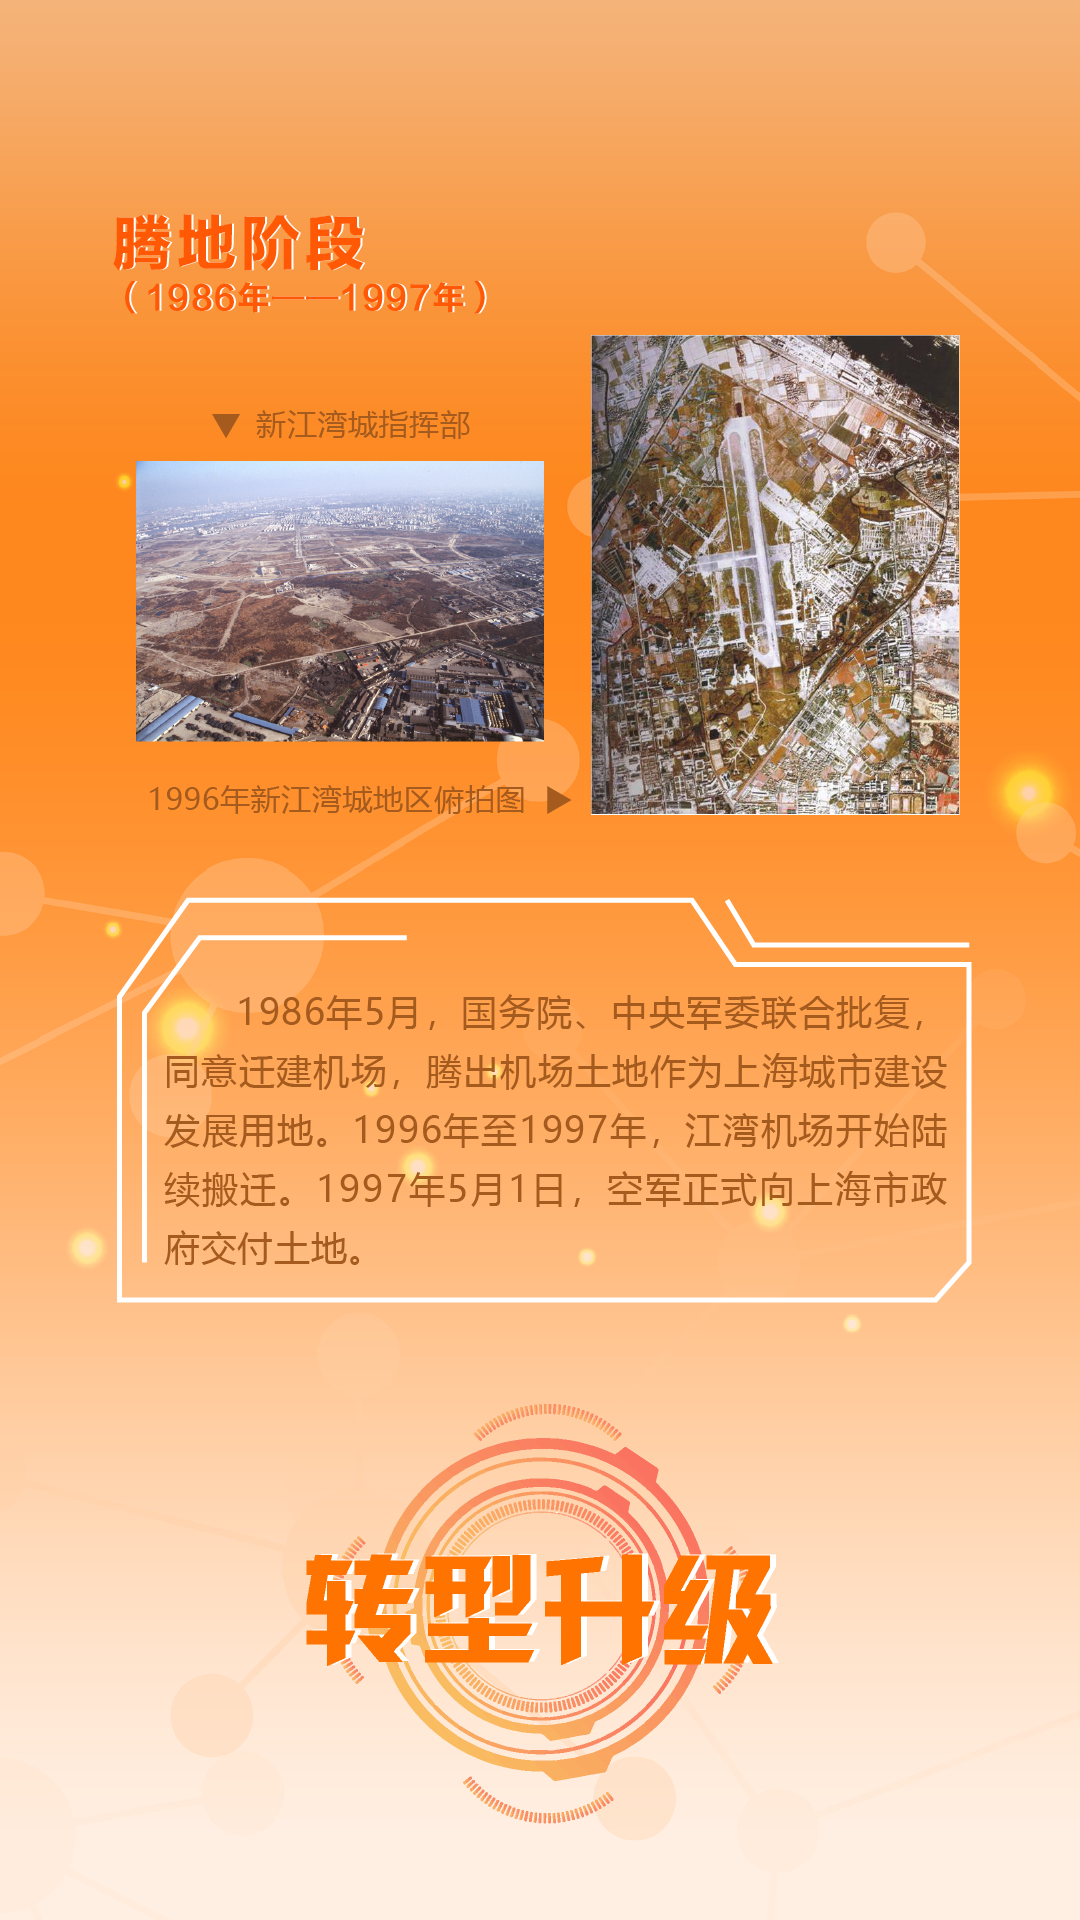 腾地阶段
（1986年——1997年）
▼ 新江湾城指挥部
1996年新江湾城地区俯拍图 ▶
1986年5月，国务院、中央军委联合批复，
同意迁建机场，腾出机场土地作为上海城市建设
发展用地。1996年至1997年，江湾机场开始陆
续搬迁。1997年5月1日，空军正式向上海市政
府交付土地。
转型升级